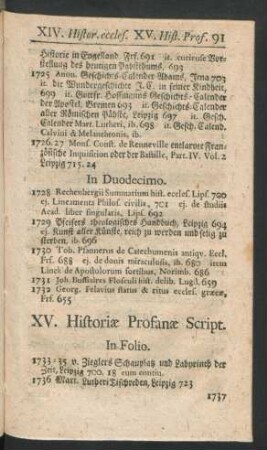 XIV. Histor. eccles. XV. Hist. Prof. 91
Historie in Engelland Frf. 691 it. curieuse Vor-
stellung des heutigen Pabstthums, 693
1725 Anon. Geschichts-Calender Adams, Jena 703
it. die Wundergeschichte J. C. in seiner Kindheit,
699 it. Gottfr. Hoffmanns Geschichts-Calender
der Apostel, Bremen 693 it. Geschichts-Calender
aller Römischen Päbste, Leipzig 697 it. Gesch.
Calender Mart. Lutheri, ib. 698 it. Gesch. Calend.
Calvini & Melanchtonis, ib.
1726. 27 Mons. Const. de Renneville entlarvte Fran-
zösische Inquisition oder der Bastille, Part. IV. Vol. 2
Leipzig 715. 24
In Duodecimo.
1728 Rechenbergii Summarium hist. eccles. Lips. 700
ej. Lineaments Philos. civilis, 701 ej. de studiis
Acad. liber singularis, Lips. 692
1729 Pfeifers theologisches Handbuch, Leipzig 694
ej. Kunst aller Künste, reich zu werden und selig zu
sterben, ib. 696
1730 Tob. Pfannerus de Catechumenis antiqv. Eccl.
Frf. 688 ej. de donis miraculosis, ib. 680 item
Linck de Apostolorum sortibus, Norimb. 686
1731 Joh. Bussiares Flosculi hist. delib. Lugd. 659
1732 Georg. Felavius status & ritus eccles. græcæ,
Frf. 655
XV. Historiæ Profanæ Script.
In Folio.
1733-35 v. Zieglers Schauplatz und Labyrinth der
Zeit, Leipzig 700. 18 cum contin.
1736 Mart. Lutheri Tischreden, Leipzig 723
1737